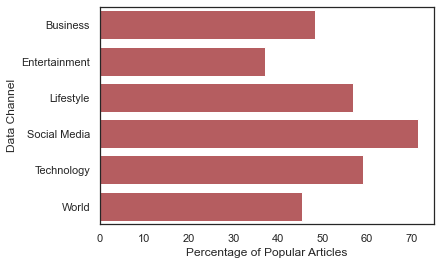 Data Channel
Business
Entertainment
Lifestyle
Social Media
Technology
World
0 10 20 30 40 50 60 70
Percentage of Popular Articles